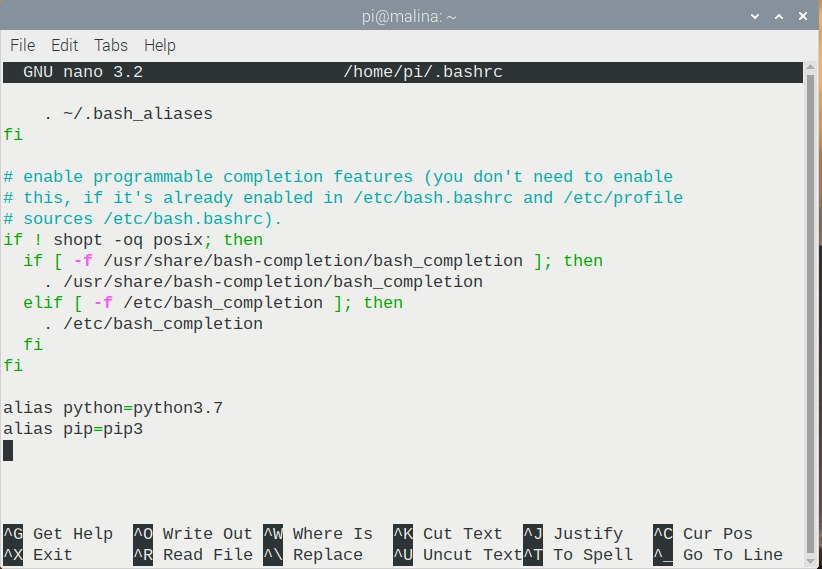 pi@malina: ~
File Edit Tabs Help
GNU nano 3.2 /home/pi/.bashrc
. ~/.bash_aliases
fi
# enable programmable completion features (you don't need to enable
# this, if it's already enabled in /etc/bash.bashrc and /etc/profile
# sources /etc/bash.bashrc).
if ! shopt -oq posix; then
  if [ -f /usr/share/bash-completion/bash_completion ]; then
    . /usr/share/bash-completion/bash_completion
  elif [ -f /etc/bash_completion ]; then
    . /etc/bash_completion
  fi
fi
alias python=python3.7
alias pip=pip3
^G Get Help ^O Write Out ^W Where Is ^K Cut Text ^J Justify ^C Cur Pos
^X Exit ^R Read File ^\ Replace ^U Uncut Text ^T To Spell ^_ Go To Line